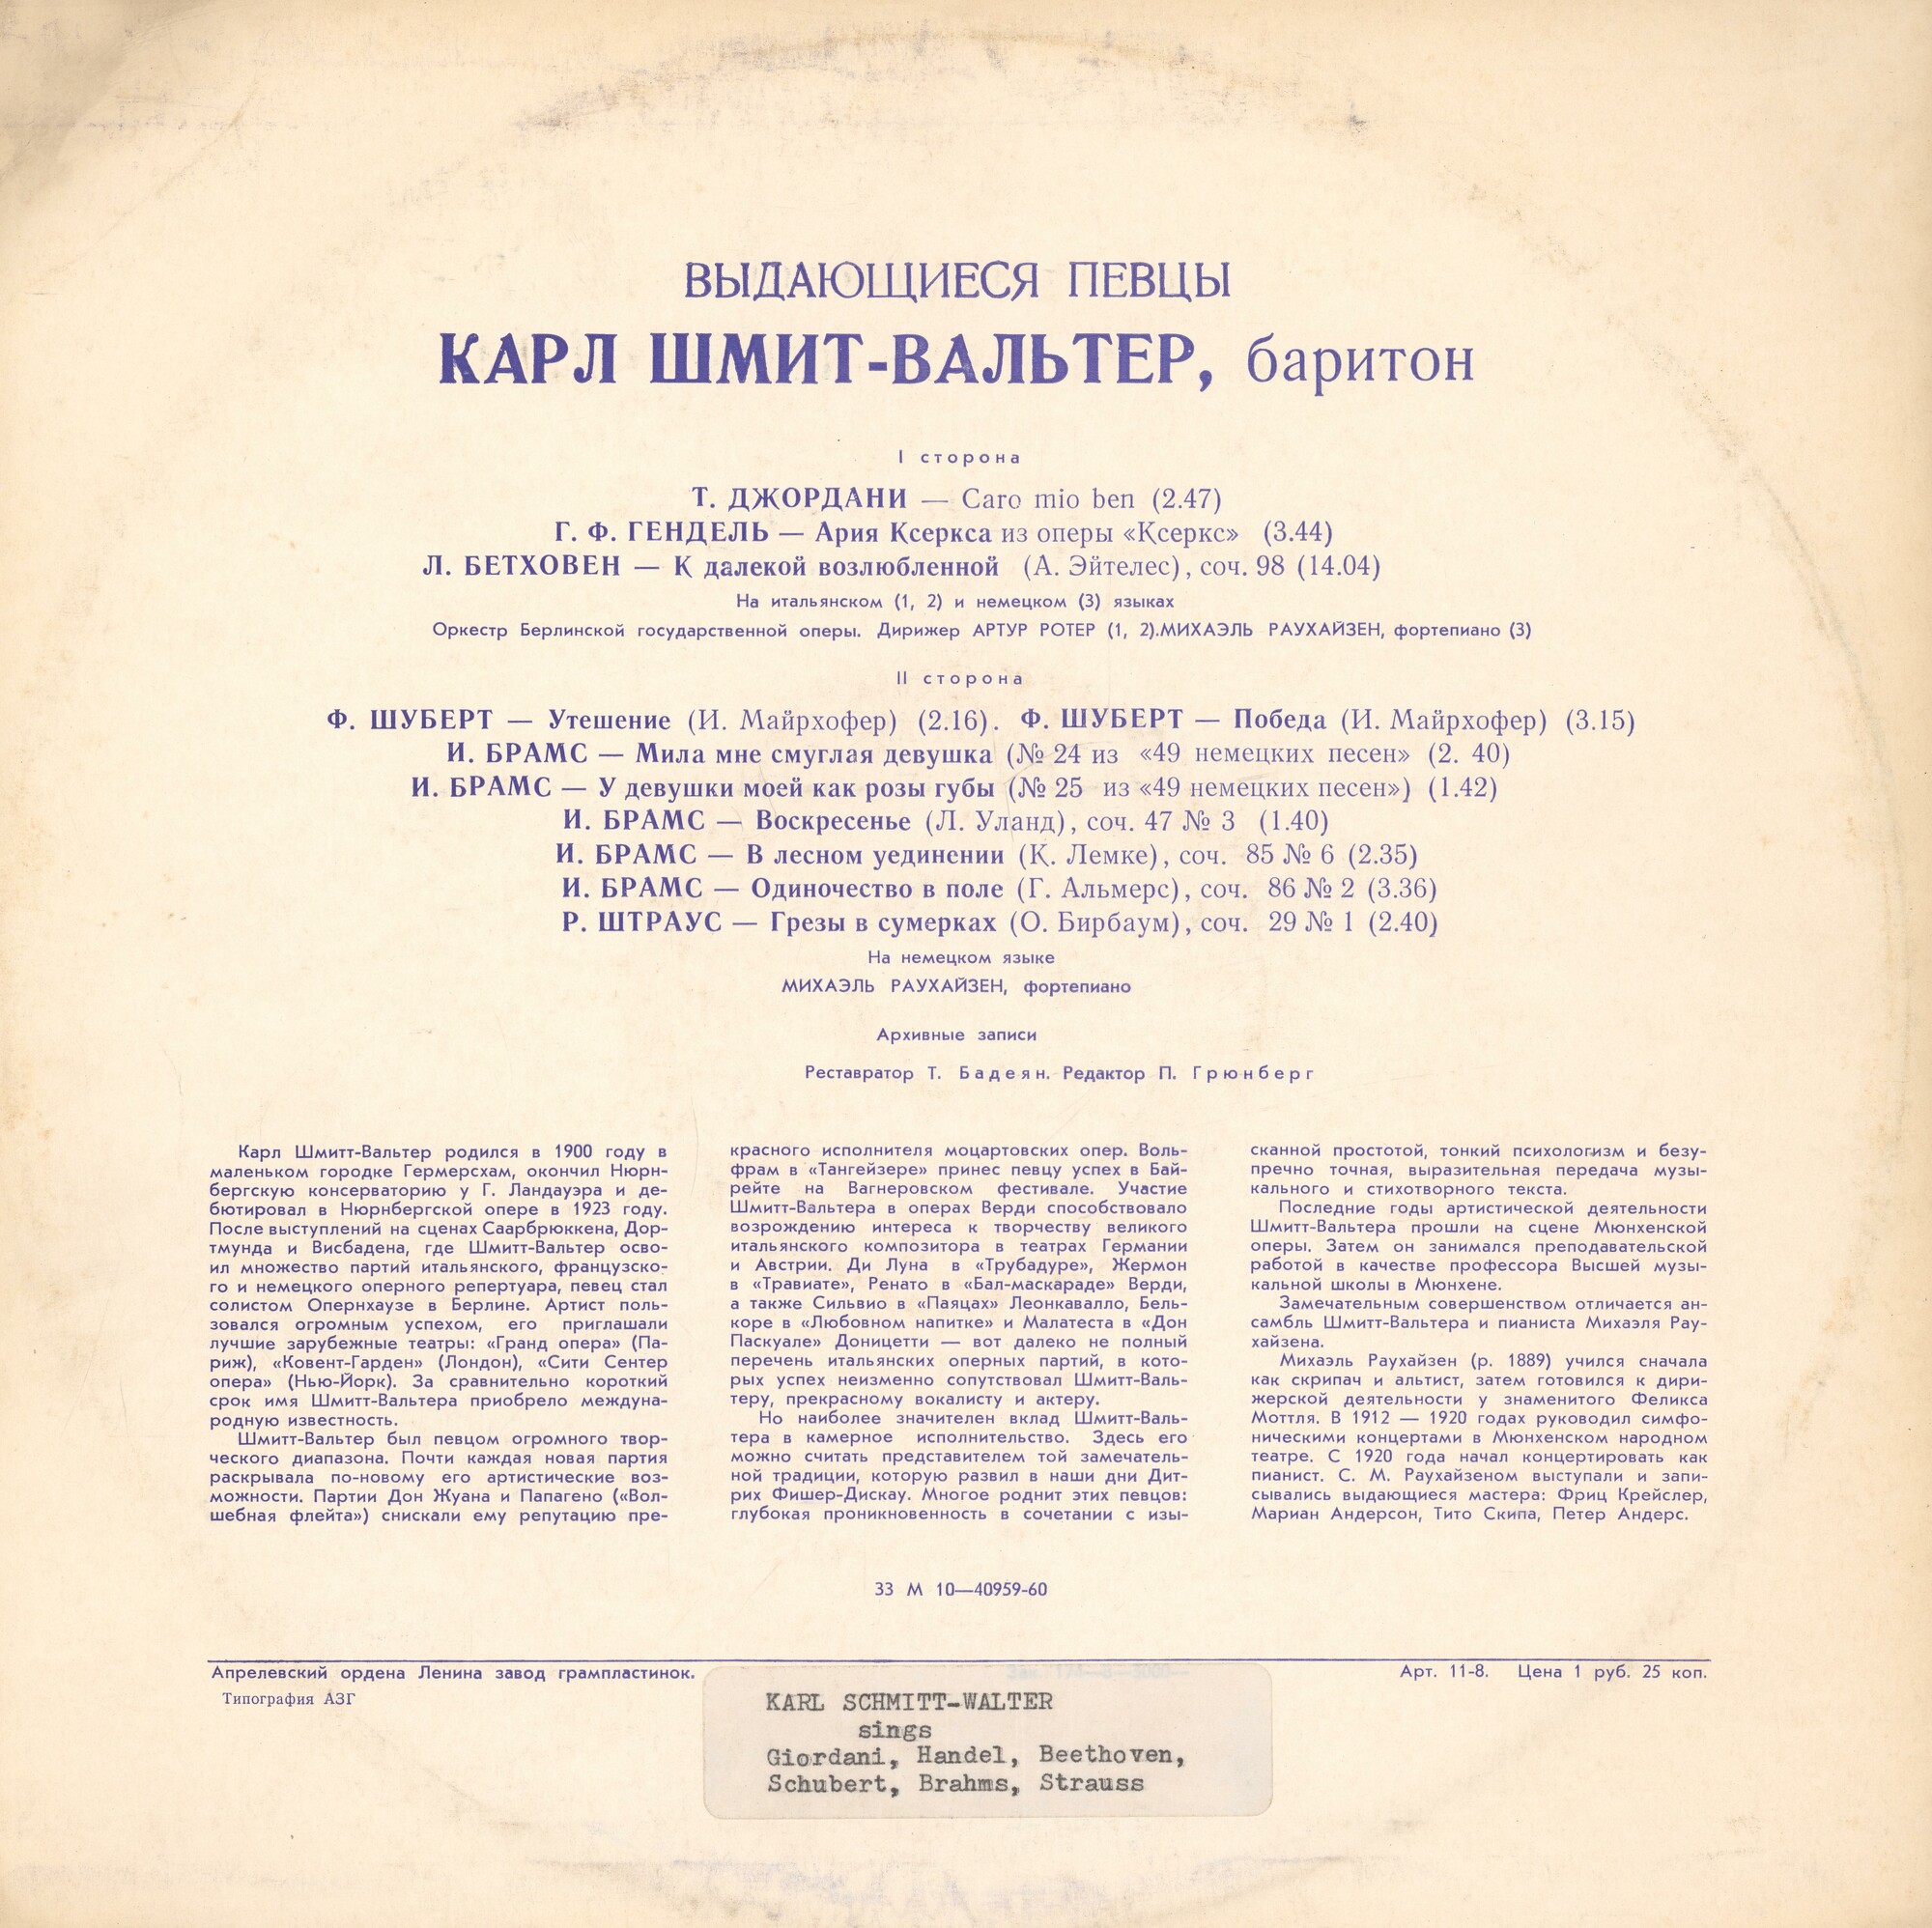 ВЫДАЮЩИЕСЯ ПЕВЦЫ
КАРЛ ШМИТ-ВАЛЬТЕР, баритон
I сторона
Т. ДЖОРДАНИ — Caro mio ben (2.47)
Г. Ф. ГЕНДЕЛЬ — Ария Ксеркса из оперы «Ксеркс» (3.44)
Л. БЕТХОВЕН — К далекой возлюбленной (А. Эйтелес), соч. 98 (14.04)
На итальянском (1, 2) и немецком (3) языках
Оркестр Берлинской государственной оперы. Дирижер АРТУР РОТЕР (1, 2).МИХАЭЛЬ РАУХАЙЗЕН, фортепиано (3)
II сторона
Ф. ШУБЕРТ — Утешение (И. Майрхофер) (2.16). Ф. ШУБЕРТ — Победа (И. Майрхофер) (3.15)
И. БРАМС — Мила мне смуглая девушка (№ 24 из «49 немецких песен» (2. 40)
И. БРАМС — У девушки моей как розы губы (№ 25 из «49 немецких песен») (1.42)
И. БРАМС — Воскресенье (Л. Уланд), соч. 47 № 3 (1.40)
И. БРАМС — В лесном уединении (К. Лемке), соч. 85 № 6 (2.35)
И. БРАМС — Одиночество в поле (Г. Альмерс), соч. 86 № 2 (3.36)
Р. ШТРАУС — Грезы в сумерках (О. Бирбаум), соч. 29 № 1 (2.40)
На немецком языке
МИХАЭЛЬ РАУХАЙЗЕН, фортепиано
Архивные записи
Реставратор Т. Бадеян. Редактор П. Грюнберг
Карл Шмитт-Вальтер родился в 1900 году в
маленьком городке Гермерсхам, окончил Нюрн-
бергскую консерваторию у Г. Ландауэра и де-
бютировал в Нюрнбергской опере в 1923 году.
После выступлений на сценах Саарбрюккена, Дор-
тмунда и Висбадена, где Шмитт-Вальтер осво-
ил множество партий итальянского, французско-
го и немецкого оперного репертуара, певец стал
солистом Опернхаузе в Берлине. Артист поль-
зовался огромным успехом, его приглашали
лучшие зарубежные театры: «Гранд опера» (Па-
риж), «Ковент-Гарден» (Лондон), «Сити Сентер
опера» (Нью-Йорк). За сравнительно короткий
срок имя Шмитт-Вальтера приобрело междуна-
родную известность.
Шмитт-Вальтер был певцом огромного твор-
ческого диапазона. Почти каждая новая партия
раскрывала по-новому его артистические воз-
можности. Партии Дон Жуана и Папагено («Вол-
шебная флейта») снискали ему репутацию пре-
красного исполнителя моцартовских опер. Воль-
фрам в «Тангейзере» принес певцу успех в Бай-
рейте на Вагнеровском фестивале. Участие
Шмитт-Вальтера в операх Верди способствовало
возрождению интереса к творчеству великого
итальянского композитора в театрах Германии
и Австрии. Ди Луна в «Трубадуре», Жермон
в «Травиате», Ренато в «Бал-маскараде» Верди,
а также Сильвио в «Паяцах» Леонкавалло, Бель-
коре в «Любовном напитке» и Малатеста в «Дон
Паскуале» Доницетти — вот далеко не полный
перечень итальянских оперных партий, в кото-
рых успех неизменно сопутствовал Шмитт-Валь-
теру, прекрасному вокалисту и актеру.
Но наиболее значителен вклад Шмитт-Валь-
тера в камерное исполнительство. Здесь его
можно считать представителем той замечатель-
ной традиции, которую развил в наши дни Дит-
рих Фишер-Дискау. Многое роднит этих певцов:
глубокая проникновенность в сочетании с изы-
сканной простотой, тонкий психологизм и безу-
пречно точная, выразительная передача музы-
кального и стихотворного текста.
Последние годы артистической деятельности
Шмитт-Вальтера прошли на сцене Мюнхенской
оперы. Затем он занимался преподавательской
работой в качестве профессора Высшей музы-
кальной школы в Мюнхене.
Замечательным совершенством отличается ан-
самбль Шмитт-Вальтера и пианиста Михаэля Рау-
хайзена.
Михаэль Раухайзен (р. 1889) учился сначала
как скрипач и альтист, затем готовился к дири-
жерской деятельности у знаменитого Феликса
Моттля. В 1912 — 1920 годах руководил симфо-
ническими концертами в Мюнхенском народном
театре. С 1920 года начал концертировать как
пианист. С. М. Раухайзеном выступали и запи-
сывались выдающиеся мастера: Фриц Крейслер,
Мариан Андерсон, Тито Скипа, Петер Андерс.
33 М 10—40959-60
Апрелевский ордена Ленина завод грампластинок.
Арт. 11-8. Цена 1 руб. 25 коп.
Типография АЗГ
KARL SCHMITT-WALTER
sings
Giordani, Handel, Beethoven,
Schubert, Brahms, Strauss